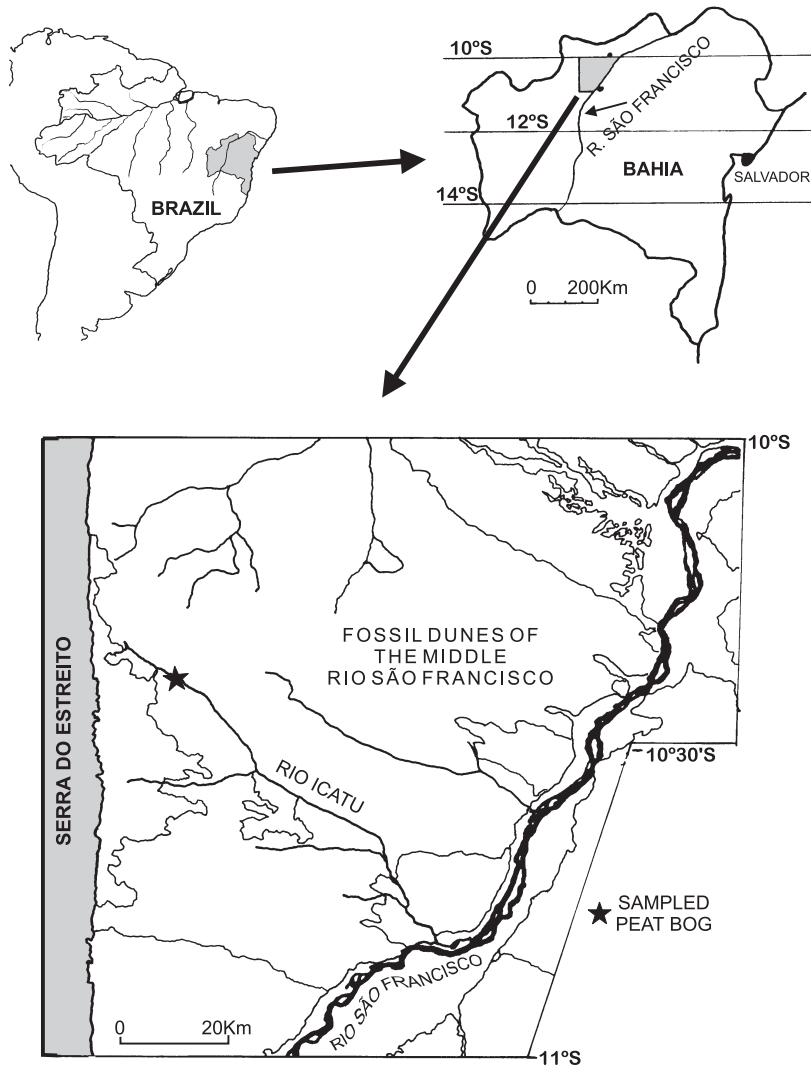 BRAZIL
10ºS
12ºS
14ºS
R. SÃO FRANCISCO
BAHIA
SALVADOR
0 200Km
10ºS
SERRA DO ESTREITO
FOSSIL DUNES OF
THE MIDDLE
RIO SÃO FRANCISCO
10º30'S
RIO ICATU
SAMPLED
PEAT BOG
RIO SÃO FRANCISCO
0 20Km
11ºS